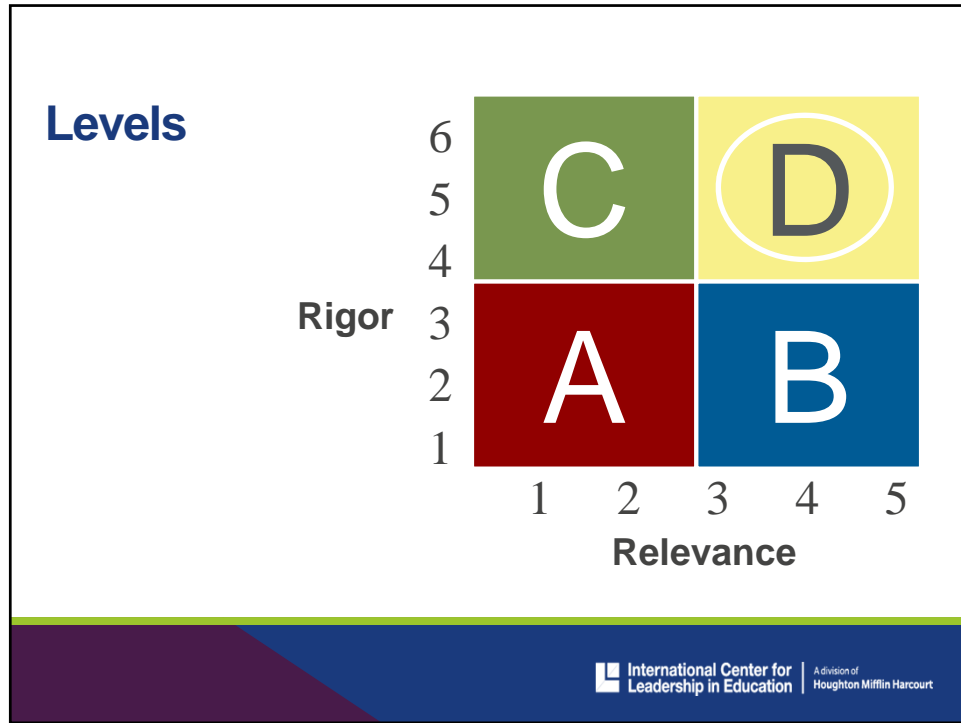 Levels
6
5
4
C
D
Rigor
3
2
1
A
B
1 2 3 4 5
Relevance
International Center for
Leadership in Education
A division of
Houghton Mifflin Harcourt